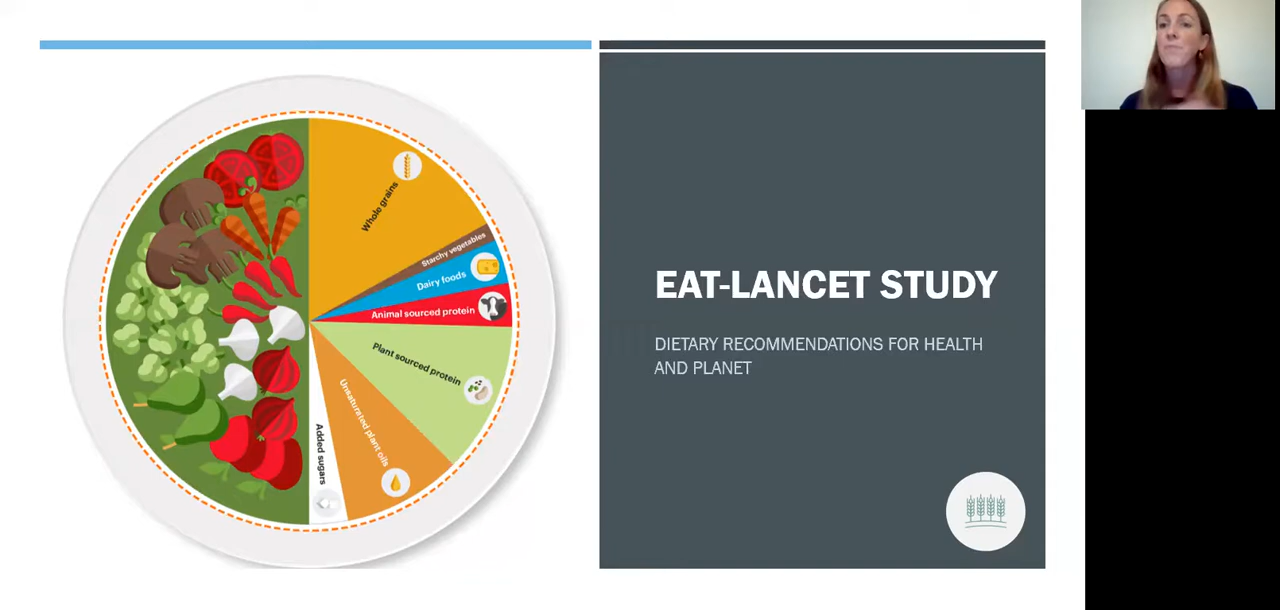 Whole grains
Starchy vegetables
Dairy foods
Animal sourced protein
Plant sourced protein
Unsaturated plant oils
Added sugars
EAT-LANCET STUDY
DIETARY RECOMMENDATIONS FOR HEALTH
AND PLANET